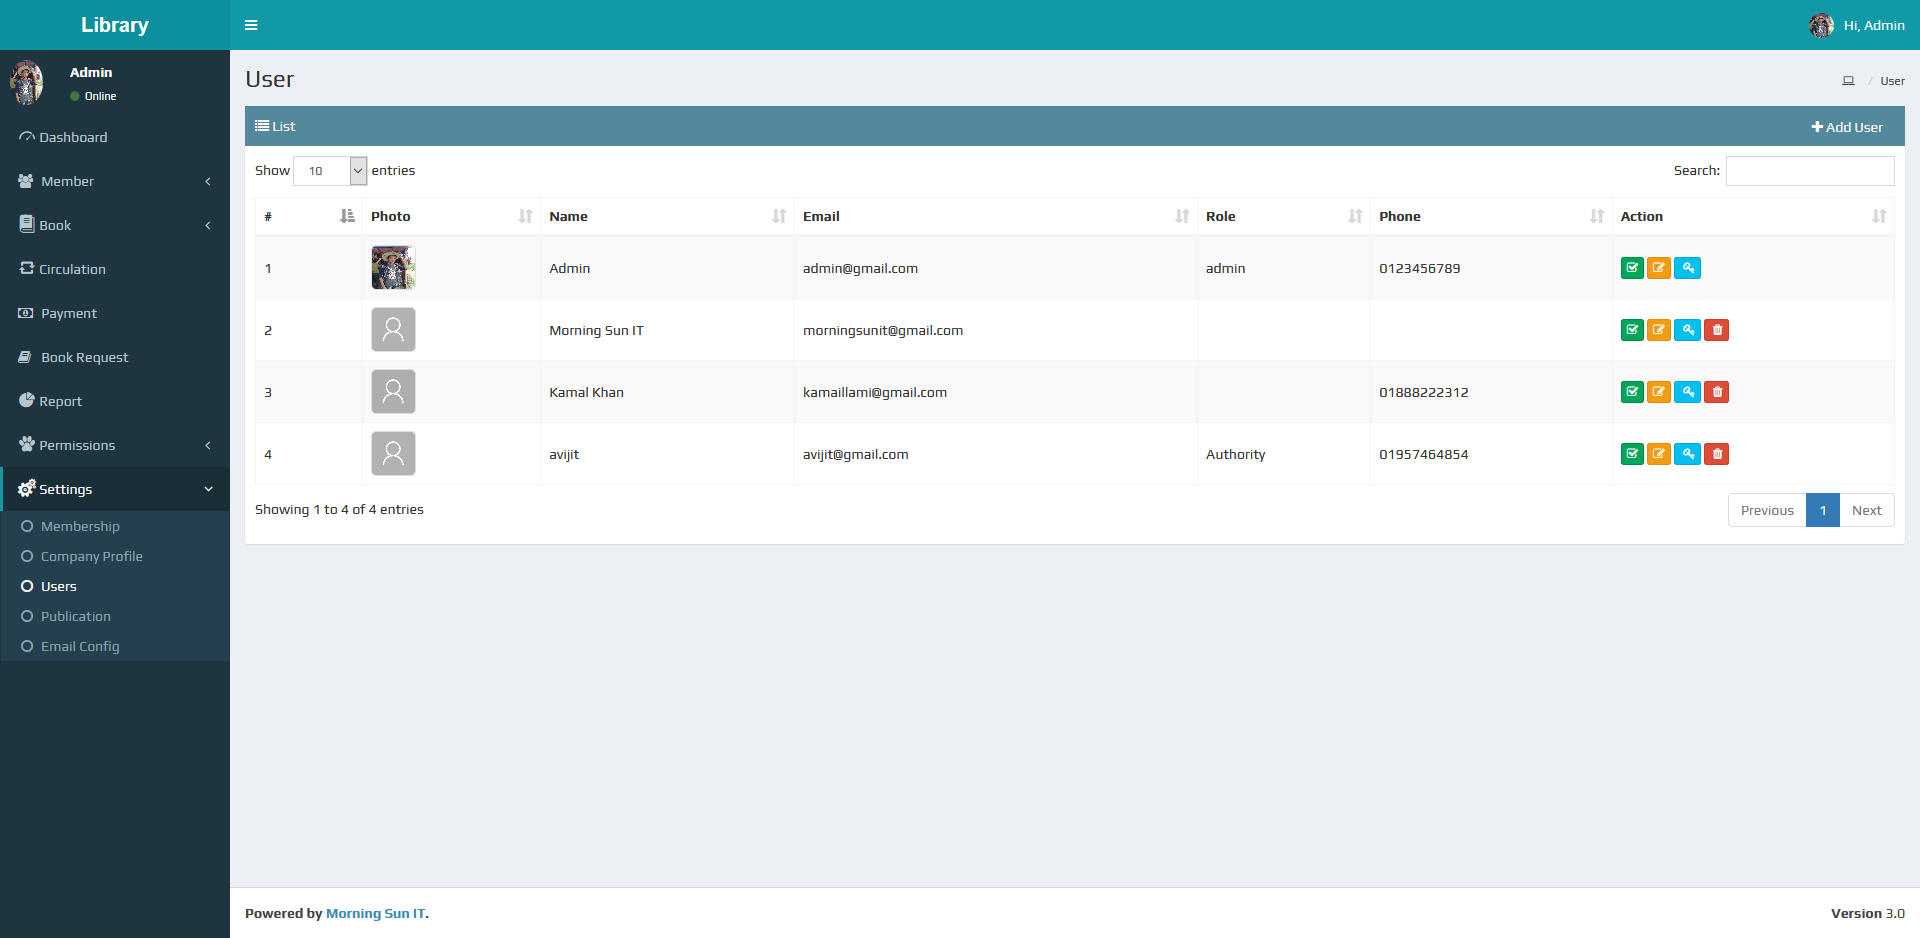 Library
Hi, Admin
Admin
Online
Dashboard
Member
Book
Circulation
Payment
Book Request
Report
Permissions
Settings
Membership
Company Profile
Users
Publication
Email Config
User
/ User
List
Add User
Show 10 entries
Search:
# Photo Name Email Role Phone Action
1 Admin admin@gmail.com admin 0123456789
2 Morning Sun IT morningsunit@gmail.com
3 Kamal Khan kamaillami@gmail.com 01888222312
4 avijit avijit@gmail.com Authority 01957464854
Showing 1 to 4 of 4 entries
Previous 1 Next
Powered by Morning Sun IT.
Version 3.0